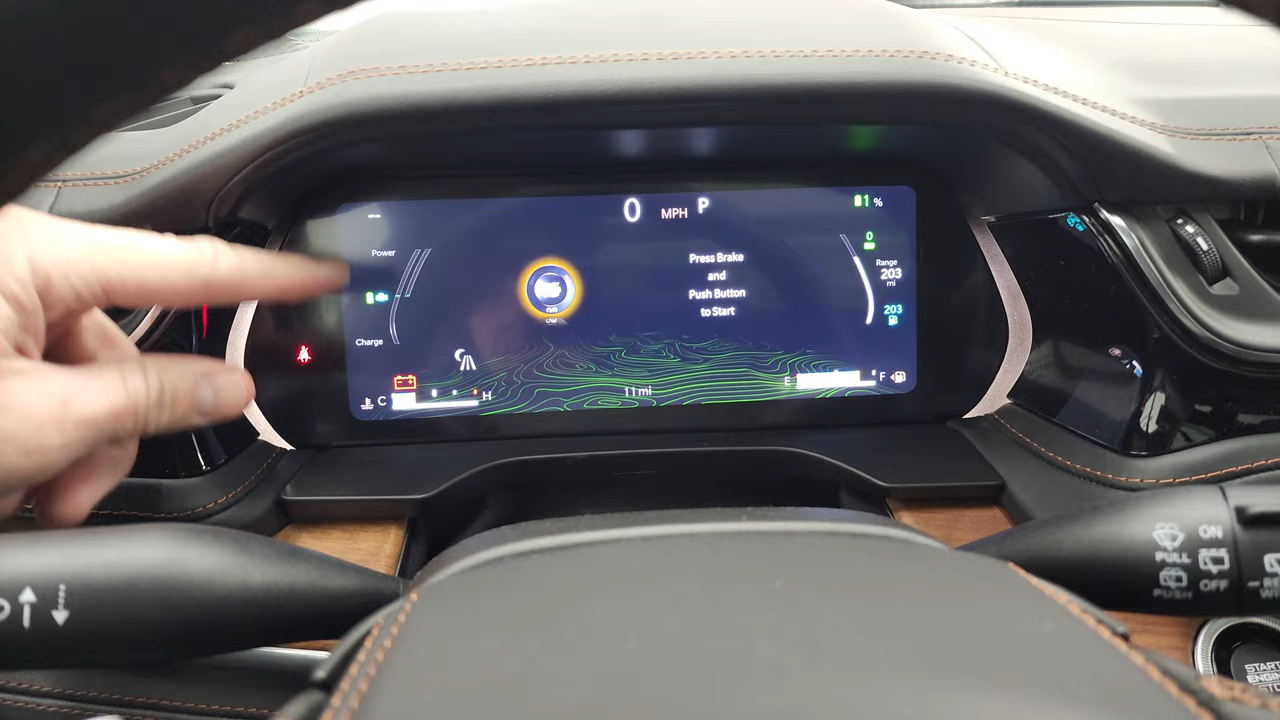 0 MPH P
1 %
Power
0
Press Brake
and
Push Button
to Start
Range
203
mi
203
Charge
C
H
11 mi
E
F
PULL
ON
PUSH
OFF
START
ENGINE